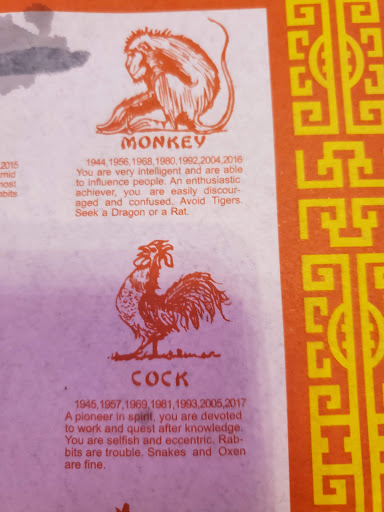 MONKEY
1944,1956,1968,1980,1992,2004,2016
You are very intelligent and are able
to influence people. An enthusiastic
achiever, you are easily discour-
aged and confused. Avoid Tigers.
Seek a Dragon or a Rat.
2015
mid
most
abits
COCK
1945,1957,1969,1981,1993,2005,2017
A pioneer in spirit, you are devoted
to work and quest after knowledge.
You are selfish and eccentric. Rab-
bits are trouble. Snakes and Oxen
are fine.